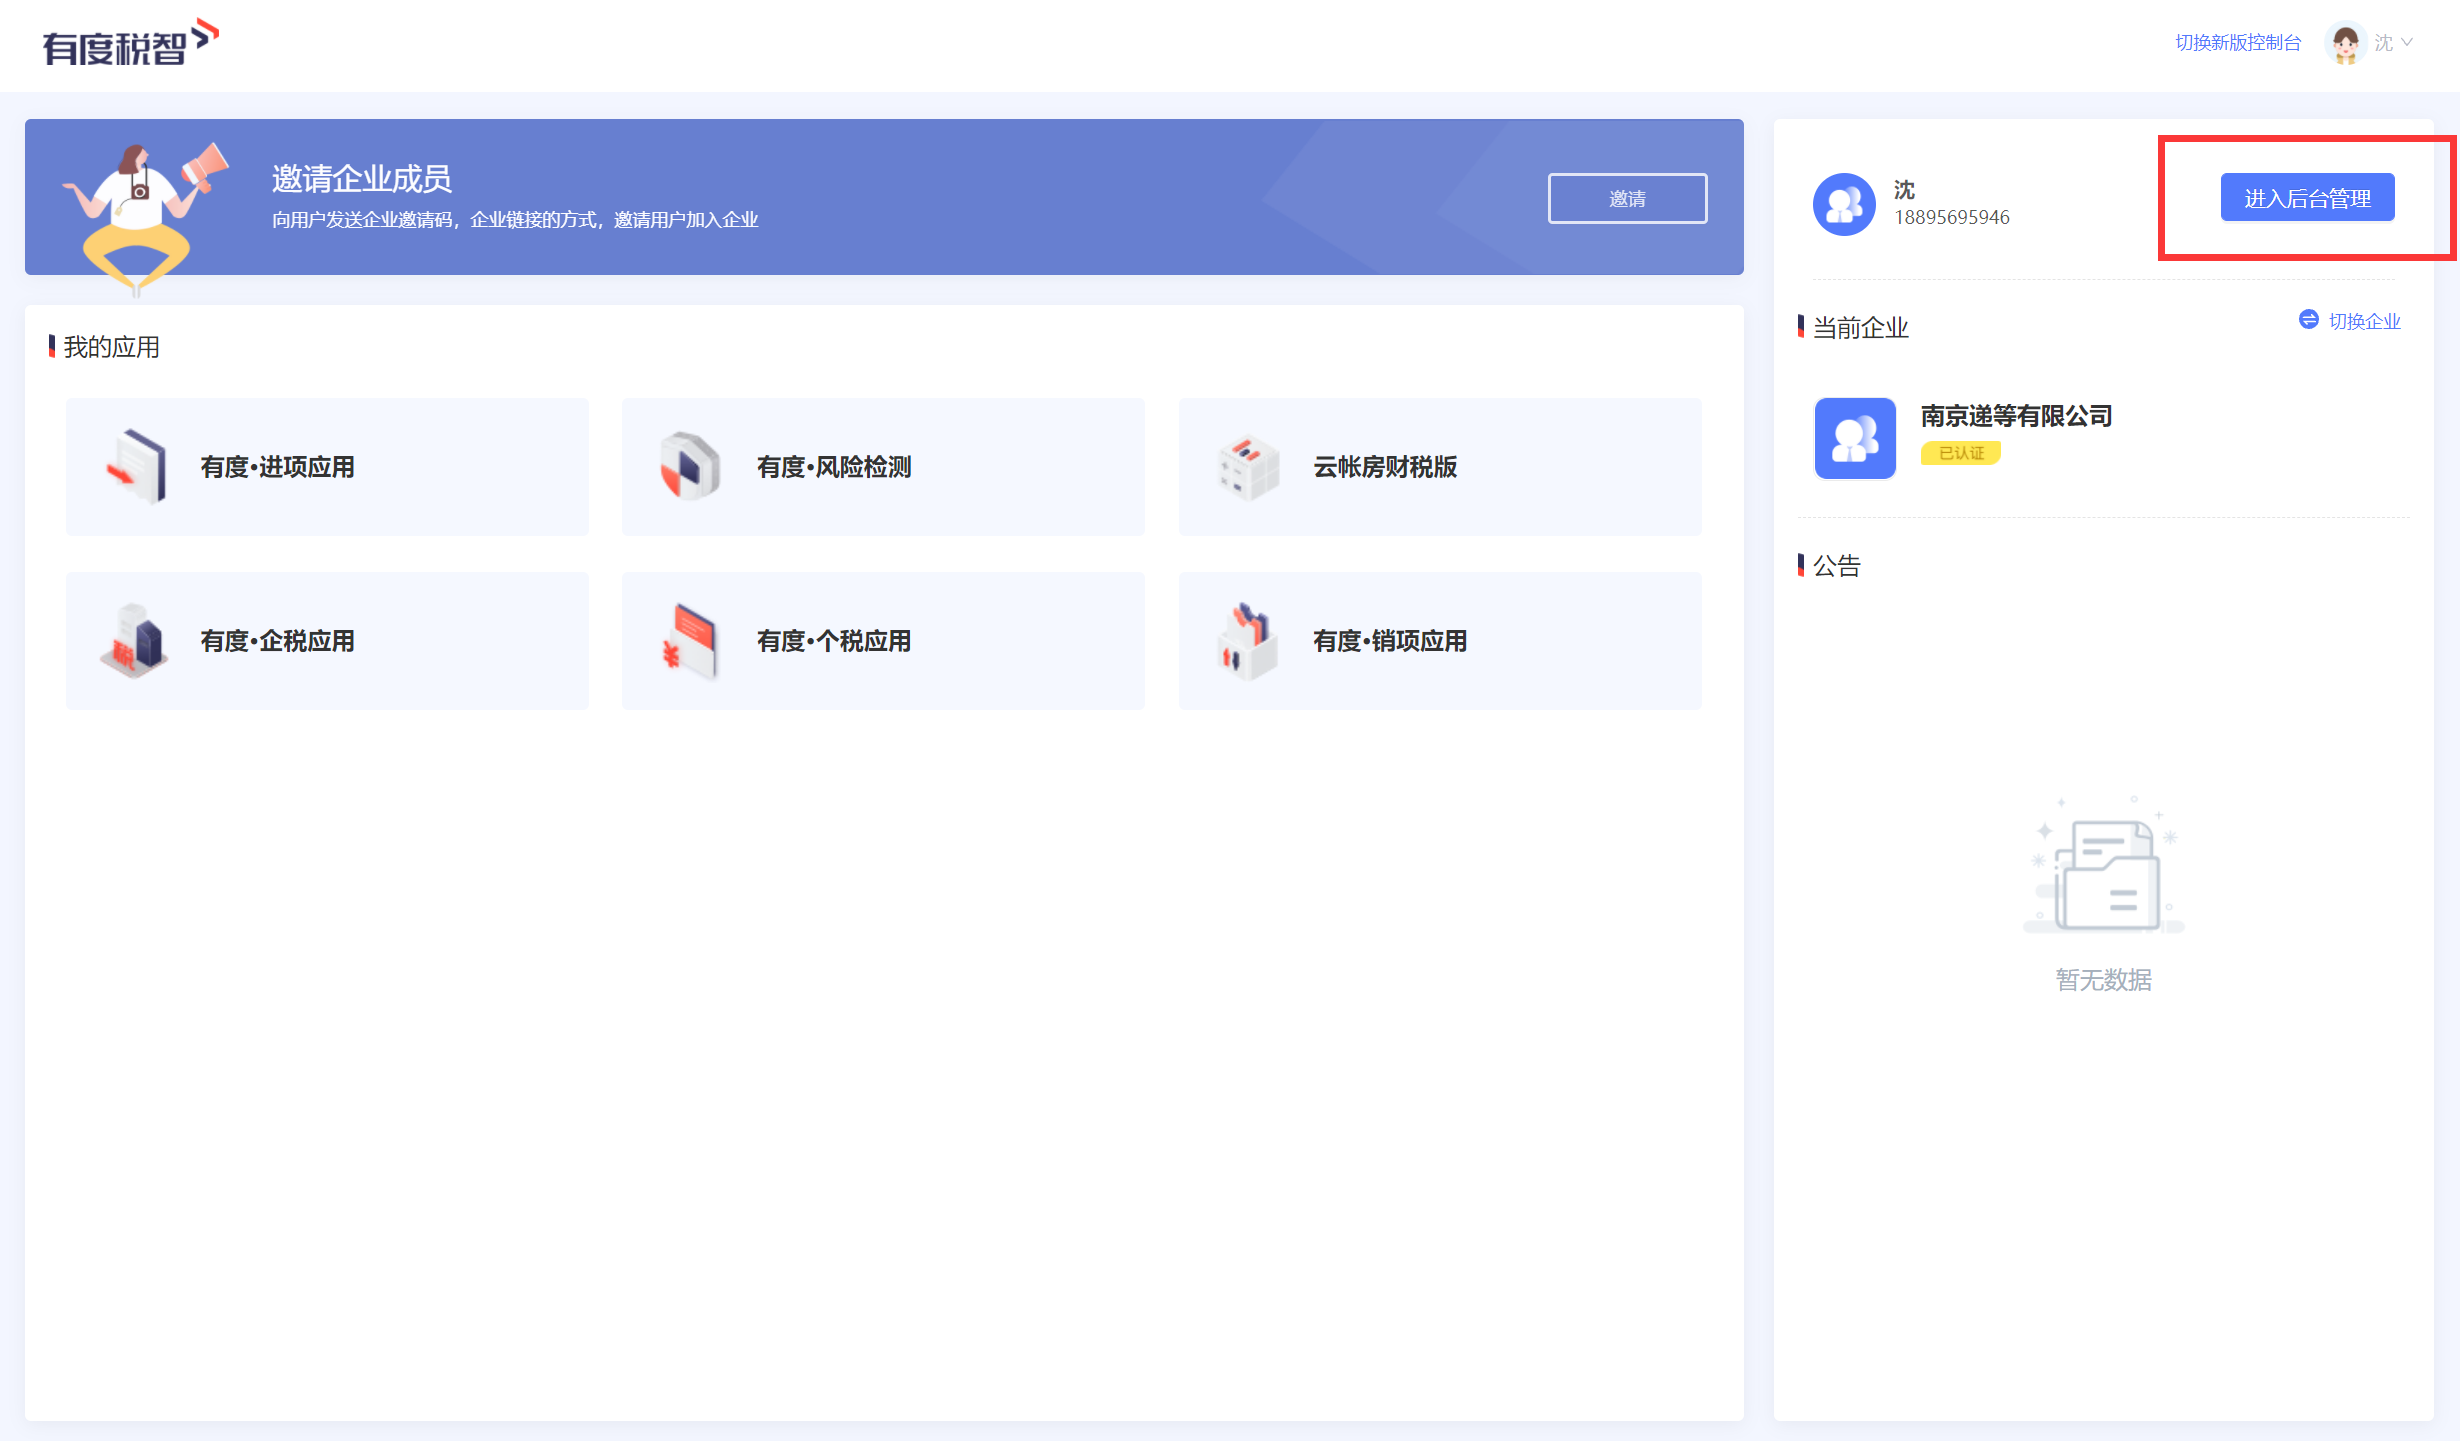 有度税智
切换新版控制台
沈
邀请企业成员
向用户发送企业邀请码，企业链接的方式，邀请用户加入企业
邀请
沈
18895695946
进入后台管理
我的应用
有度·进项应用
有度·风险检测
云帐房财税版
有度·企税应用
税
有度·个税应用
¥
有度·销项应用
当前企业
切换企业
南京递等有限公司
已认证
公告
暂无数据